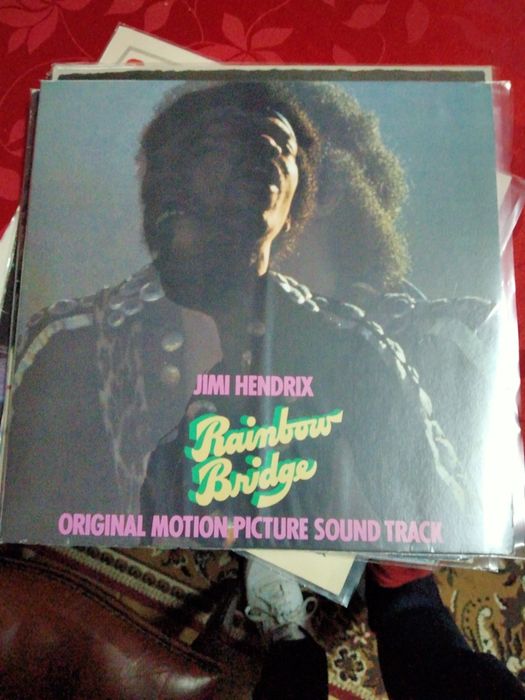 JIMI HENDRIX
Rainbow
Bridge
ORIGINAL MOTION PICTURE SOUND TRACK